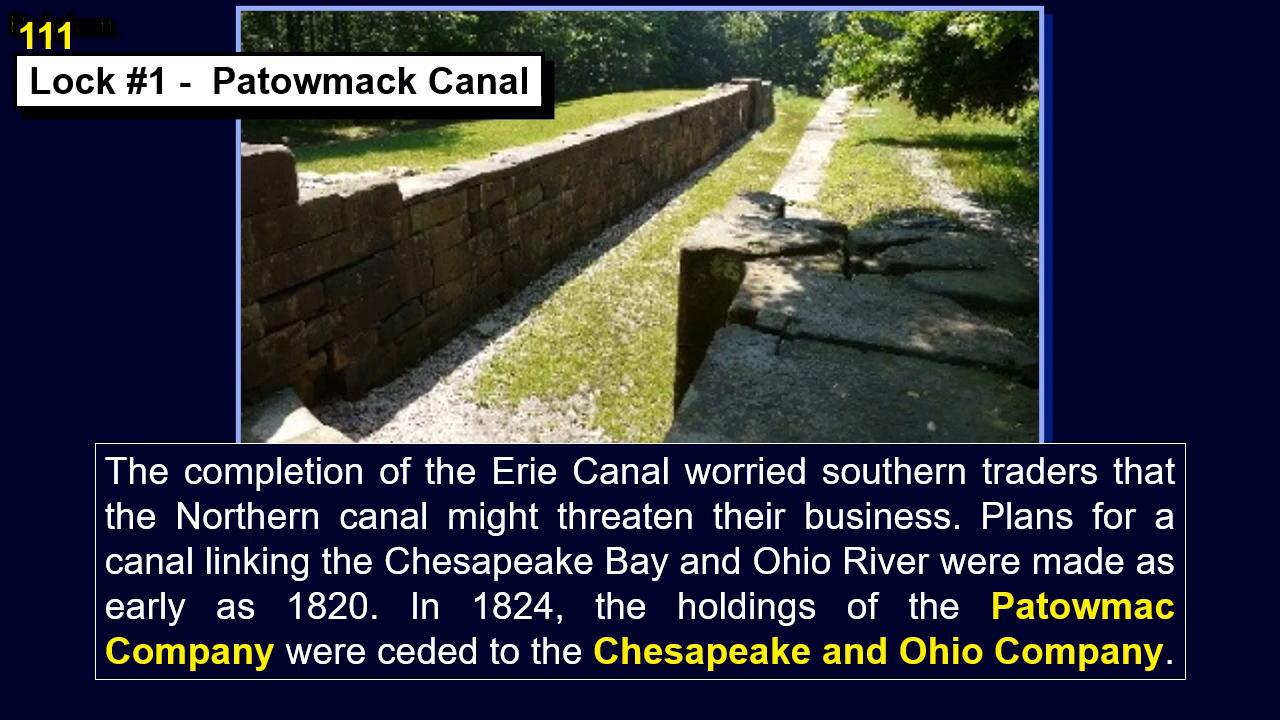 111
Lock #1 - Patowmack Canal
The completion of the Erie Canal worried southern traders that
the Northern canal might threaten their business. Plans for a
canal linking the Chesapeake Bay and Ohio River were made as
early as 1820. In 1824, the holdings of the Patowmac
Company were ceded to the Chesapeake and Ohio Company.